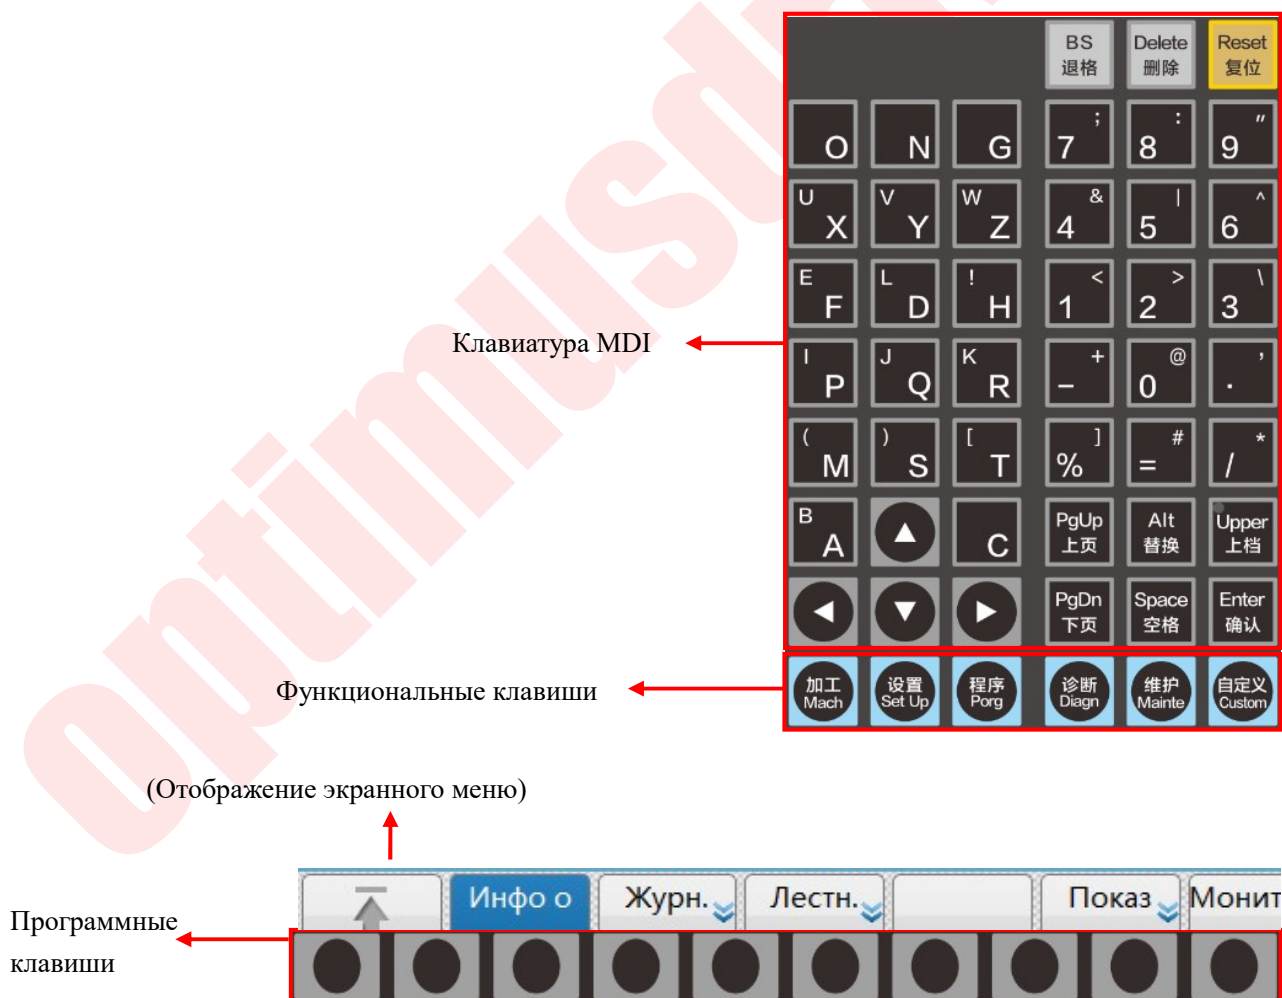 BS Delete Reset
退格 删除 复位
; : "
O N G 7 8 9
U V W & | ^
X Y Z 4 5 6
E L ! < > \
F D H 1 2 3
Клавиатура MDI
I J K + @ ,
P Q R − 0 .
( ) [ ] # *
M S T % = /
B PgUp Alt Upper
A C 上页 替换 上档
PgDn Space Enter
下页 空格 确认
Функциональные клавиши
加工 设置 程序 诊断 维护 自定义
Mach Set Up Porg Diagn Mainte Custom
(Отображение экранного меню)
Инфо о Журн. Лестн. Показ Монит
Программные
клавиши
optimusd